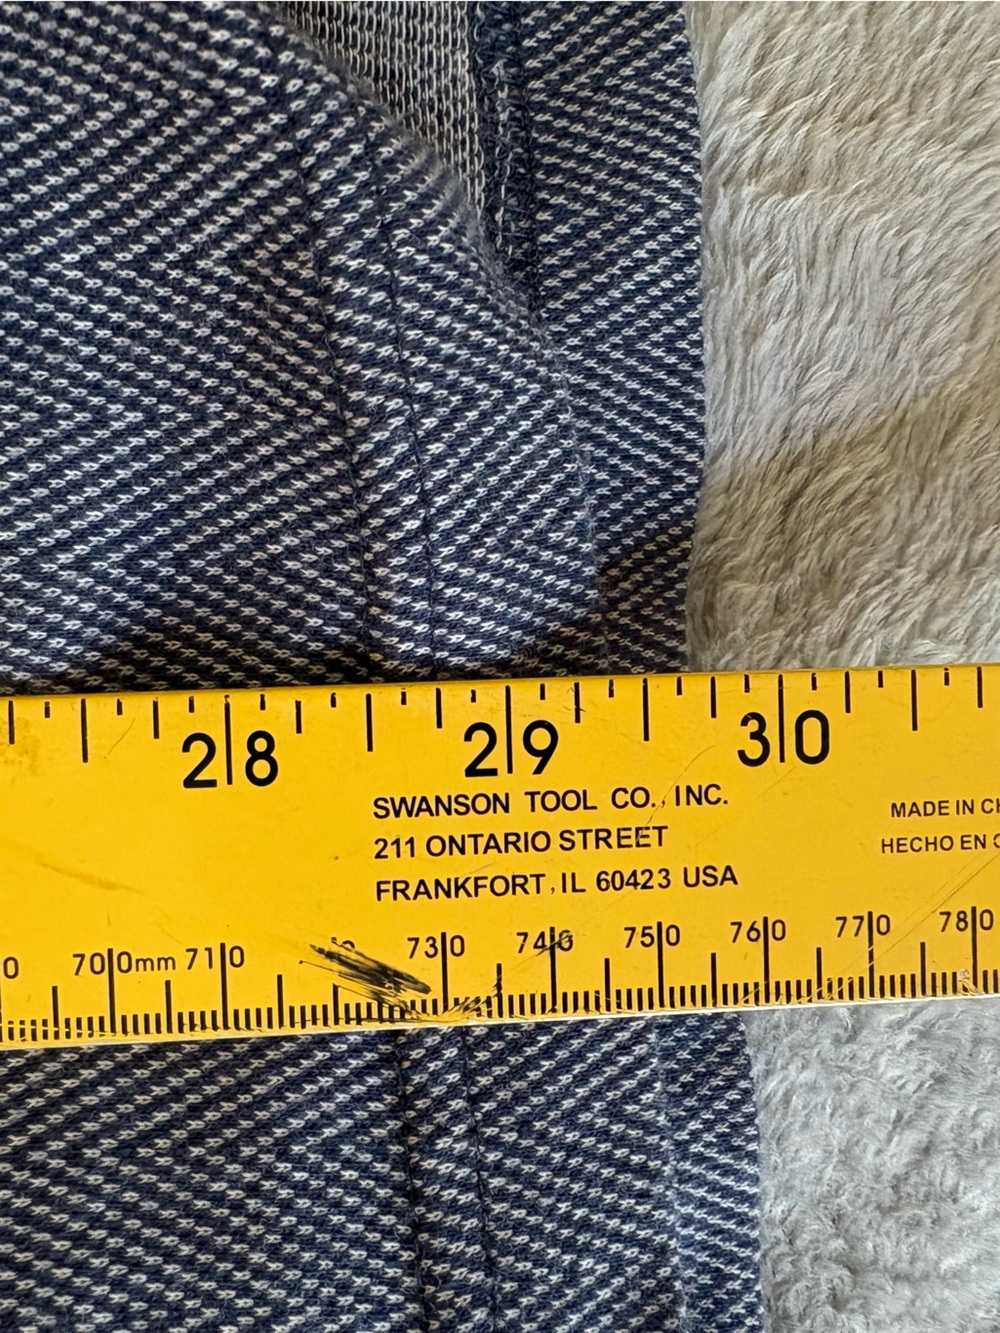 28 29 30
SWANSON TOOL CO., INC.
211 ONTARIO STREET
FRANKFORT, IL 60423 USA
MADE IN
HECHO EN
0 700mm 710 730 740 750 760 770 780